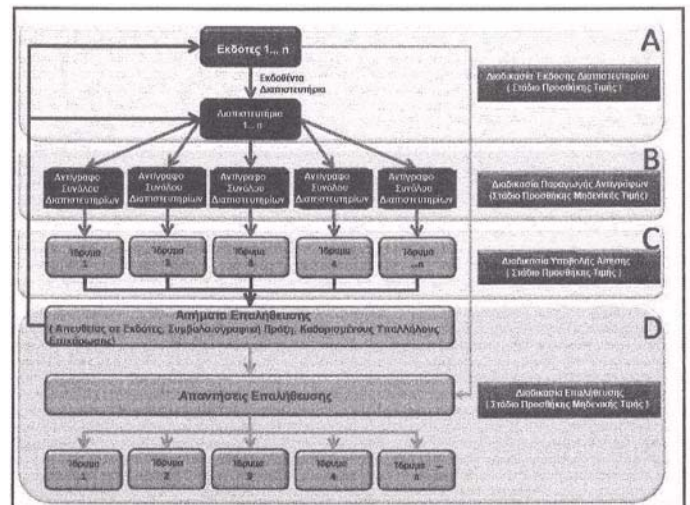 A
Εκδότες 1... n
Εκδοθέντα
Διαπιστευτήρια
Διαδικασία Έκδοσης Διαπιστευτηρίου
( Στάδιο Προσθήκης Τιμής )
Διαπιστευτήριο
1... n
B
Αντίγραφο
Συνόλου
Διαπιστευτηρίων
Αντίγραφο
Συνόλου
Διαπιστευτηρίων
Αντίγραφο
Συνόλου
Διαπιστευτηρίων
Αντίγραφο
Συνόλου
Διαπιστευτηρίων
Αντίγραφο
Συνόλου
Διαπιστευτηρίων
Διαδικασία Παραγωγής Αντιγράφων
(Στάδιο Προσθήκης Μηδενικής Τιμής)
C
Ίδρυμα
1
Ίδρυμα
Ίδρυμα
Ίδρυμα
4
Ίδρυμα
...n
Διαδικασία Υποβολής Αίτησης
( Στάδιο Προσθήκης Τιμής )
D
Αιτήματα Επαλήθευσης
( Απευθείας σε Εκδότες, Συμβολαιογραφική Πράξη, Καθορισμένους Υπαλλήλους
Επικύρωσης)
Απαντήσεις Επαλήθευσης
Διαδικασία Επαλήθευσης
( Στάδιο Προσθήκης Μηδενικής Τιμής )
Ίδρυμα
1
Ίδρυμα
2
Ίδρυμα
3
Ίδρυμα
4
Ίδρυμα ...
n